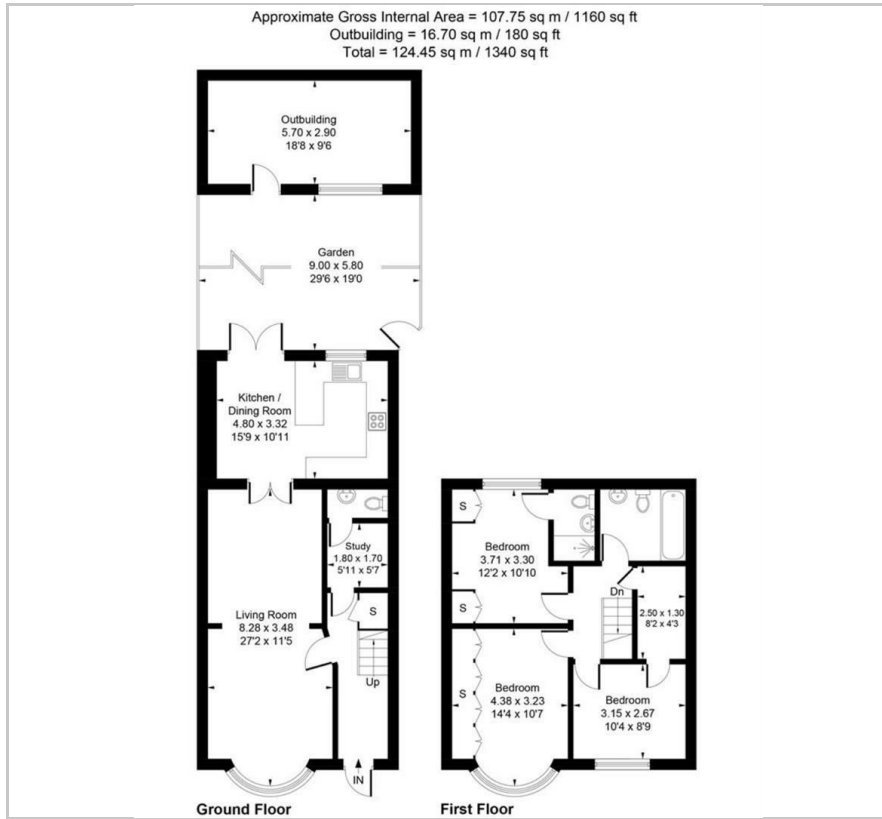 Approximate Gross Internal Area = 107.75 sq m / 1160 sq ft
Outbuilding = 16.70 sq m / 180 sq ft
Total = 124.45 sq m / 1340 sq ft
Outbuilding
5.70 x 2.90
18'8 x 9'6
Garden
9.00 x 5.80
29'6 x 19'0
Kitchen /
Dining Room
4.80 x 3.32
15'9 x 10'11
Study
1.80 x 1.70
5'11 x 5'7
S
Living Room
8.28 x 3.48
27'2 x 11'5
Up
IN
Ground Floor
S
Bedroom
3.71 x 3.30
12'2 x 10'10
S
Dn
2.50 x 1.30
8'2 x 4'3
S
Bedroom
4.38 x 3.23
14'4 x 10'7
Bedroom
3.15 x 2.67
10'4 x 8'9
First Floor